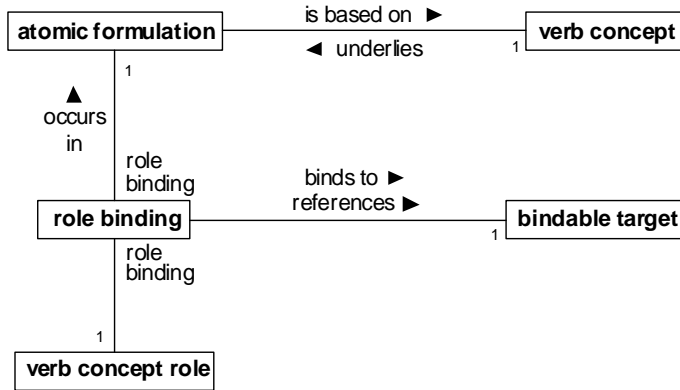 is based on ►
atomic formulation
verb concept
◄ underlies
1
1
▲
occurs
in
role
binding
binds to ►
references ►
role binding
bindable target
1
role
binding
1
verb concept role